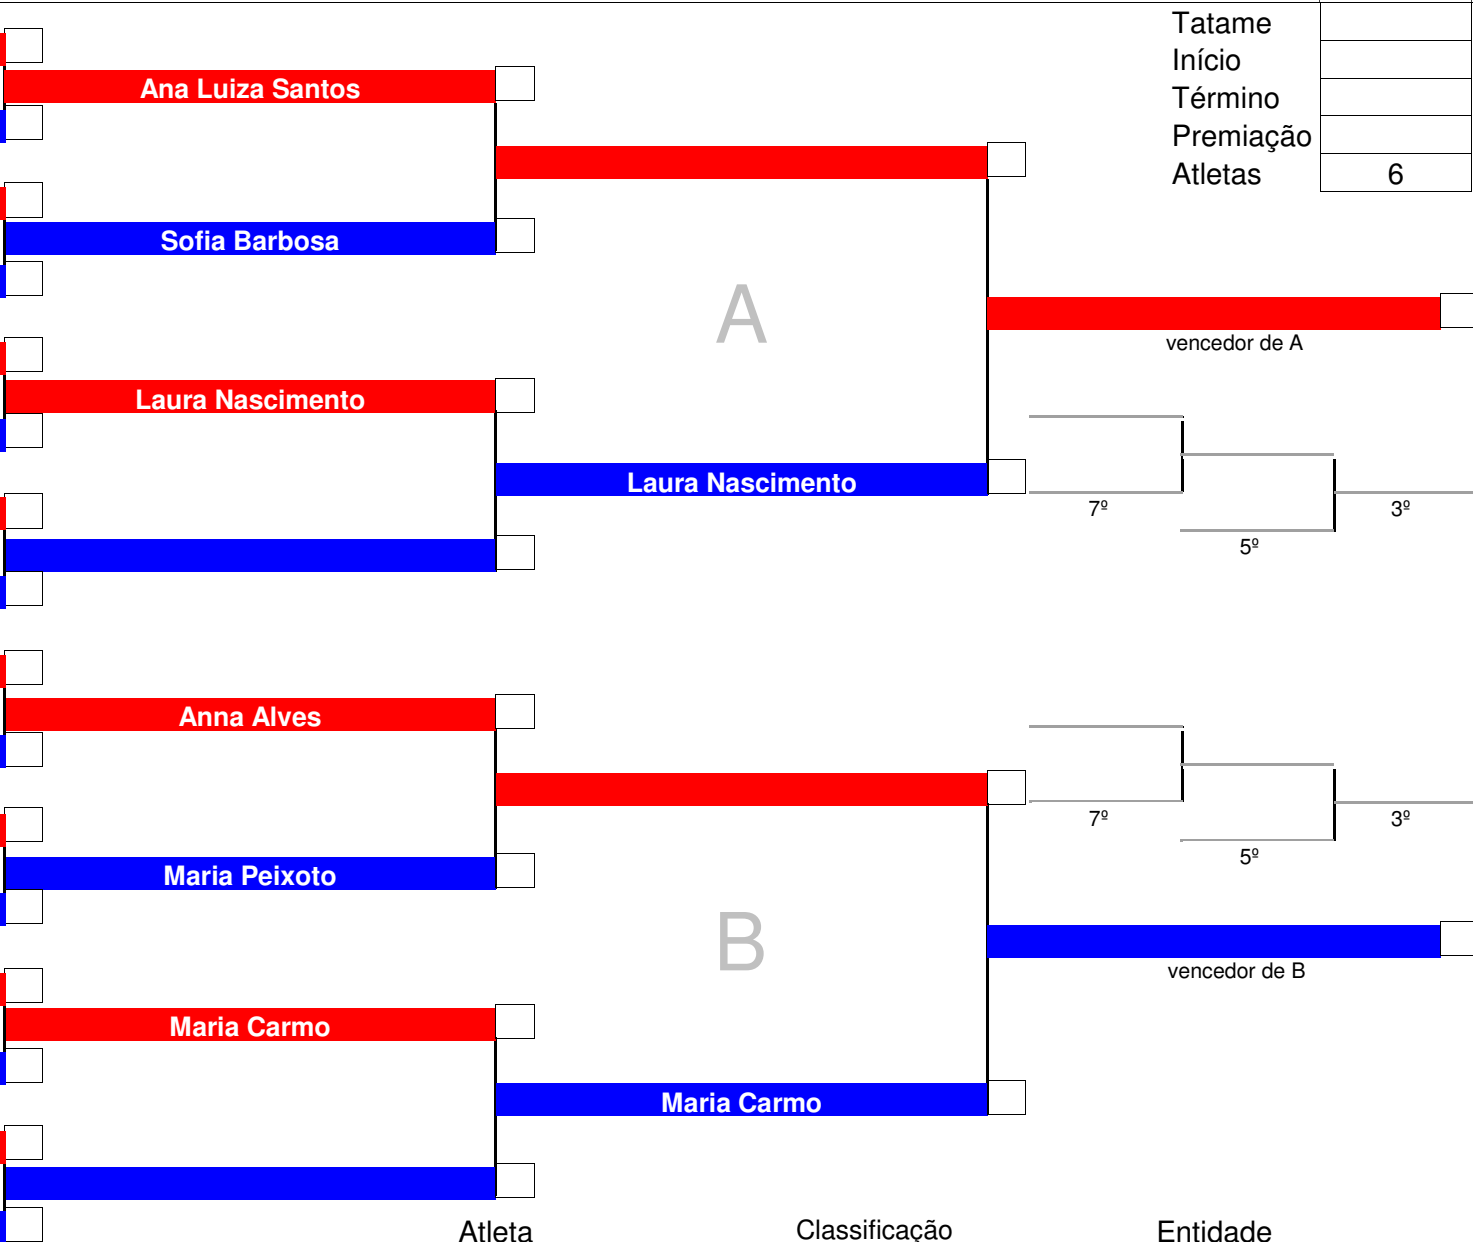 Tatame
Início
Término
Premiação
Atletas 6
Ana Luiza Santos
Sofia Barbosa
A
vencedor de A
Laura Nascimento
Laura Nascimento
7º
3º
5º
Anna Alves
7º
3º
5º
Maria Peixoto
B
vencedor de B
Maria Carmo
Maria Carmo
Atleta Classificação Entidade